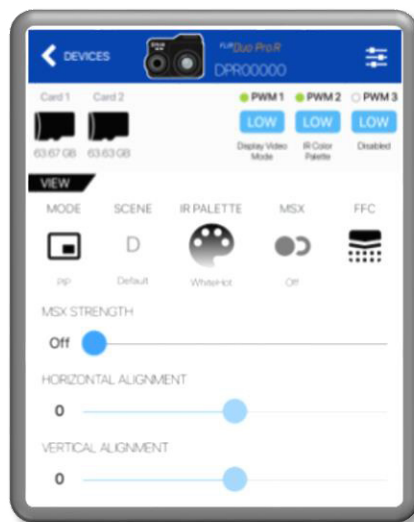 DEVICES
FLIR Duo Pro R
DPR00000
Card 1 Card 2 PWM 1 PWM 2 PWM 3
LOW LOW LOW
63.67 GB 63.63 GB Display Video Mode IR Color Palette Disabled
VIEW
MODE SCENE IR PALETTE MSX FFC
D
PIP Default WhiteHot Off
MSX STRENGTH
Off
HORIZONTAL ALIGNMENT
0
VERTICAL ALIGNMENT
0